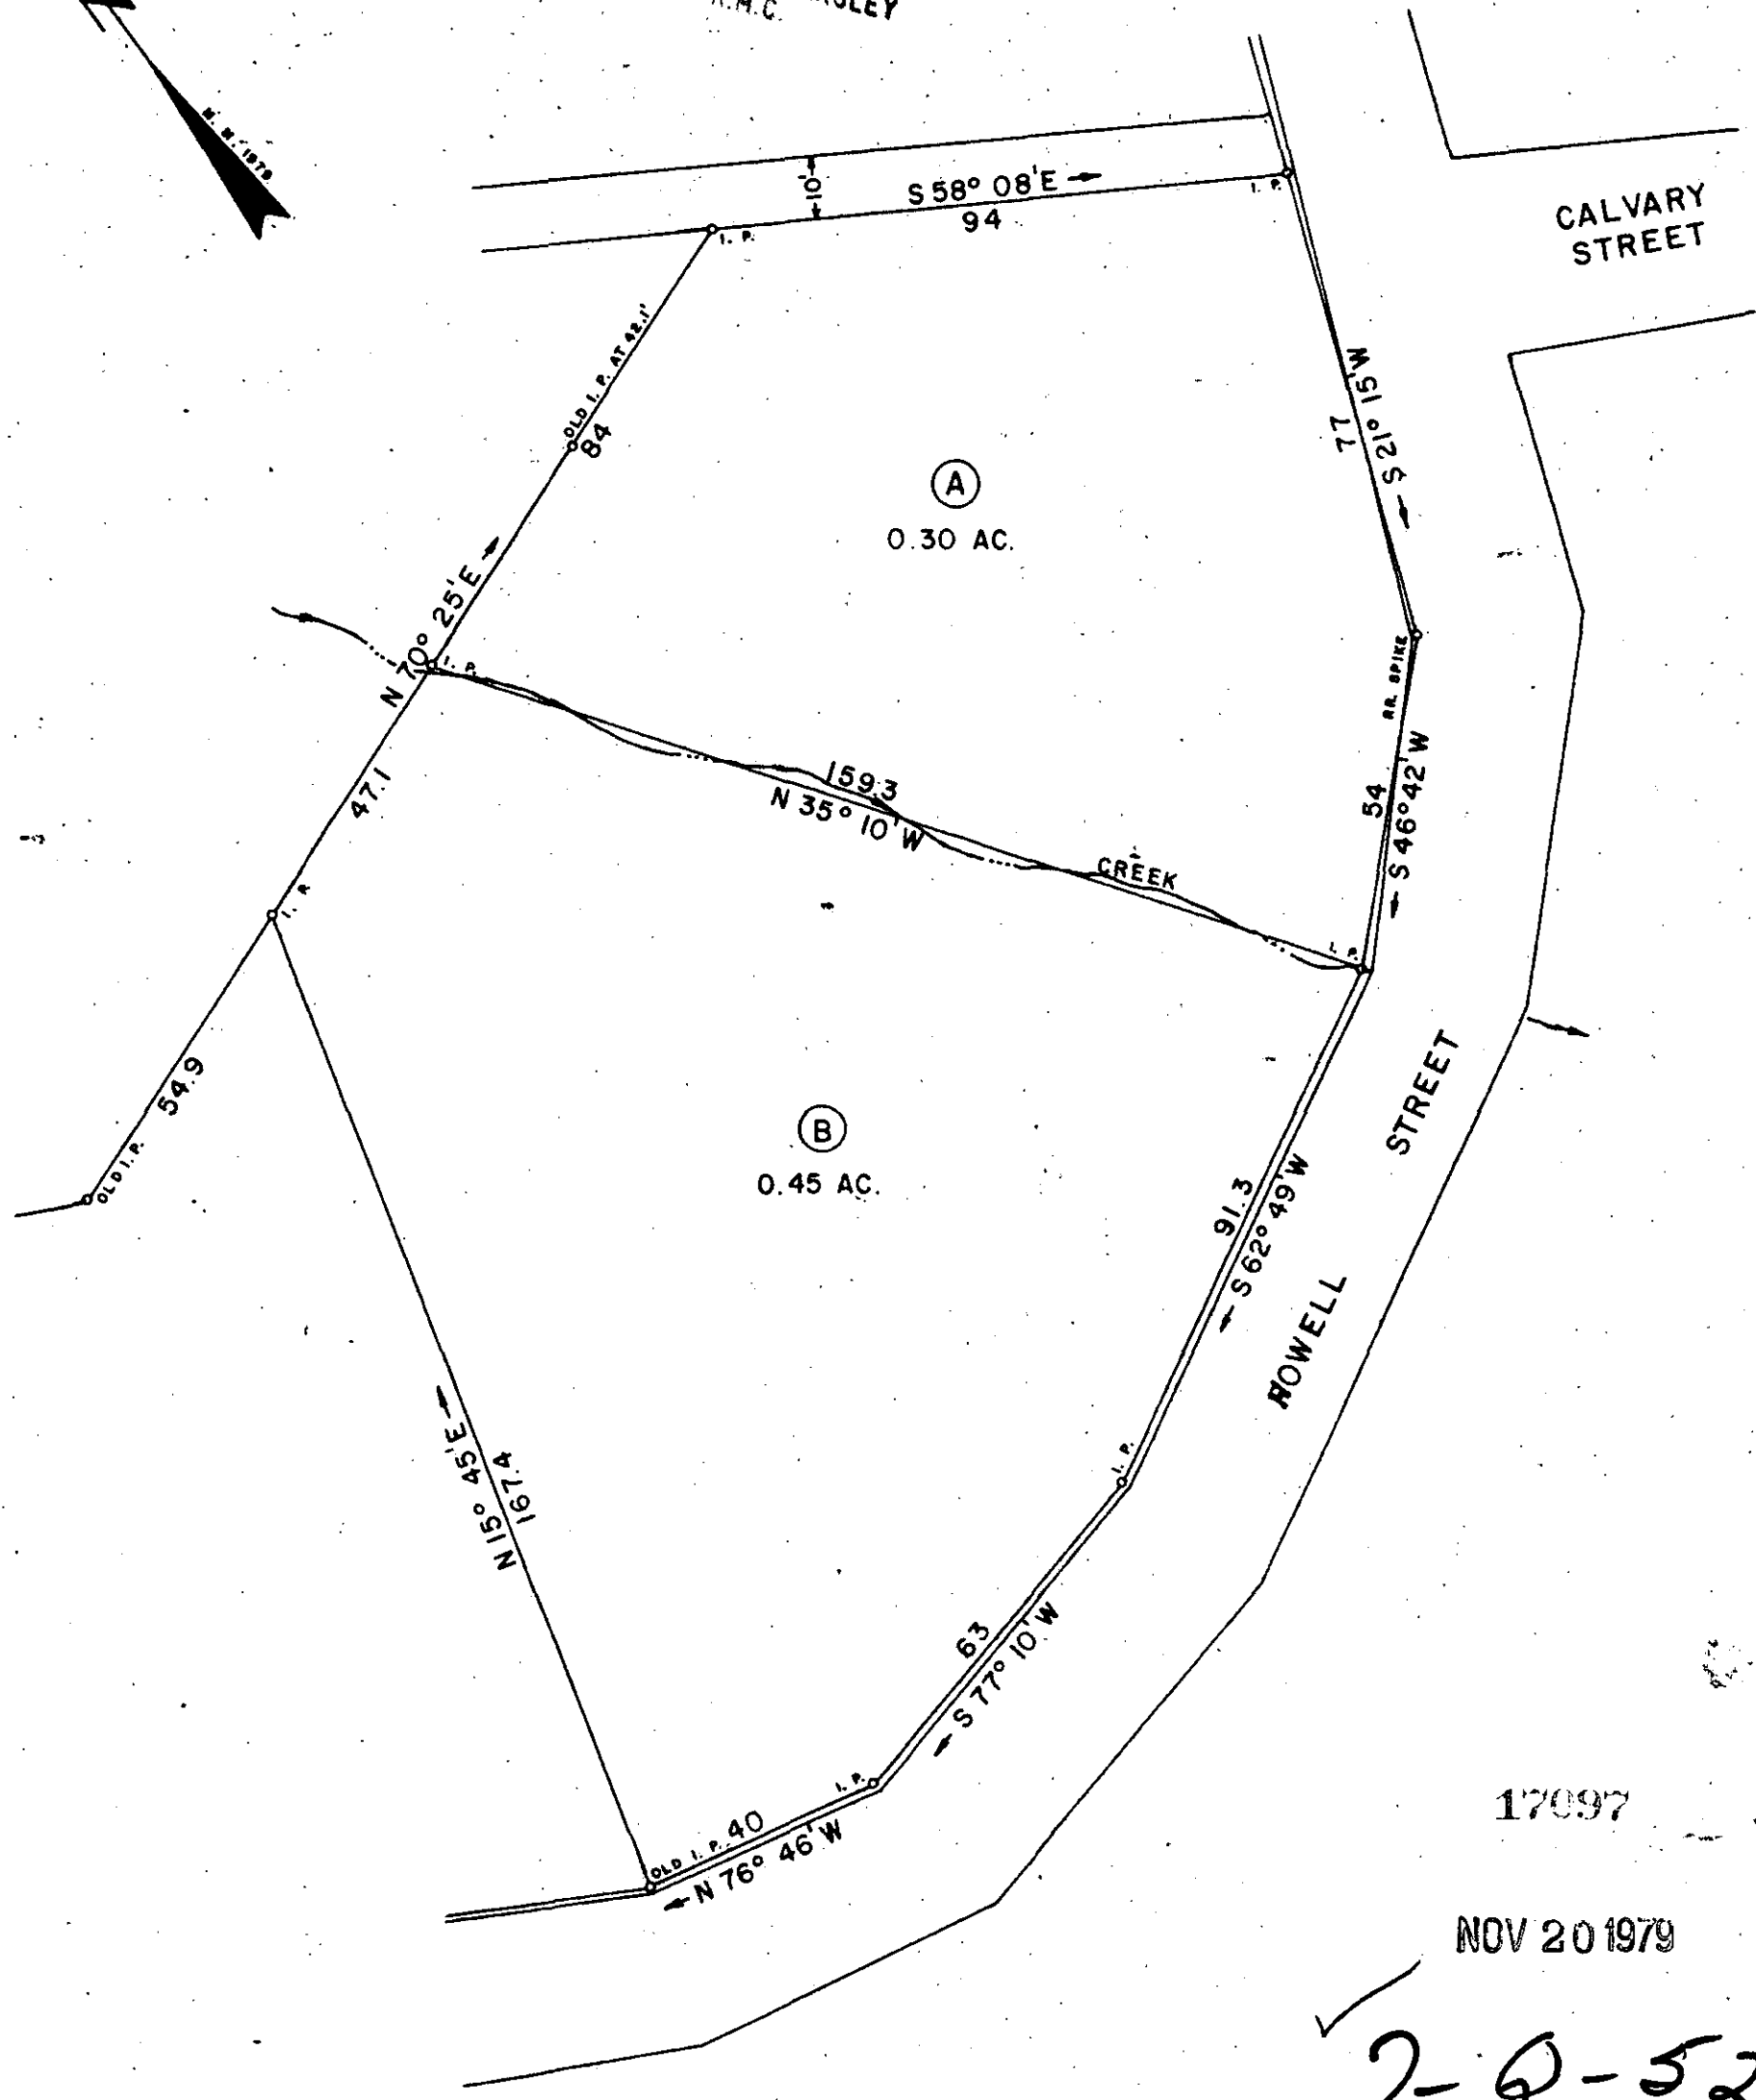 R.M.C.
M. N. 1979
10'
S 58° 08' E
94
I. P.
I. P.
CALVARY
STREET
OLD I. P. AT 42.1'
84
S 21° 15' W
77
A
0.30 AC.
N 70° 25' E
I. P.
RR. SPIKE
54
S 46° 42' W
159.3
N 35° 10' W
CREEK
I. P.
47.1
I. P.
54.9
OLD I. P.
B
0.45 AC.
91.3
S 62° 49' W
ROWELL STREET
N 15° 45' E
167.4
I. P.
63
S 77° 10' W
I. P.
40
OLD I. P.
N 76° 46' W
17097
NOV 20 1979